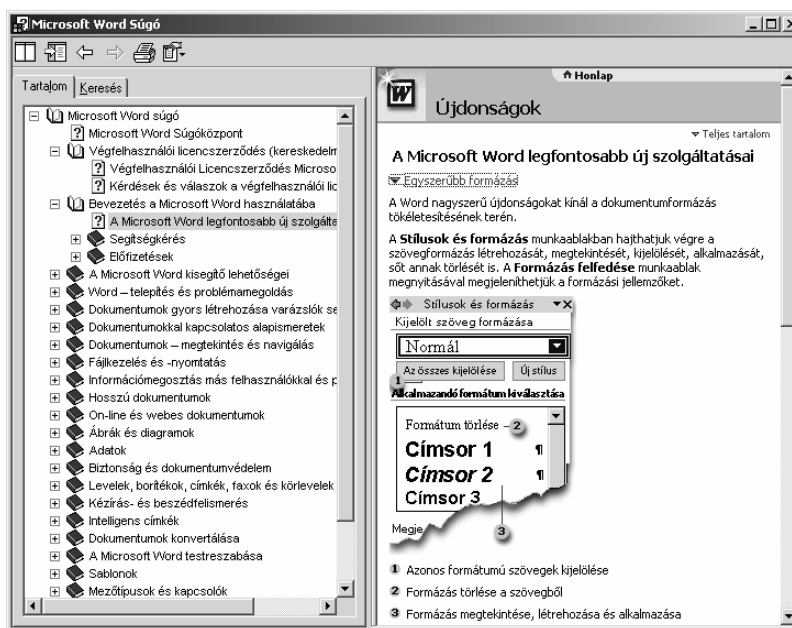 Microsoft Word Súgó
Tartalom
Keresés
Microsoft Word súgó
Microsoft Word Súgóközpont
Végfelhasználói licencszerződés (kereskedelm
Végfelhasználói Licencszerződés Microso
Kérdések és válaszok a végfelhasználói lic
Bevezetés a Microsoft Word használatába
A Microsoft Word legfontosabb új szolgálta
Segítségkérés
Előfizetések
A Microsoft Word kisegítő lehetőségei
Word – telepítés és problémamegoldás
Dokumentumok gyors létrehozása varázslók se
Dokumentumokkal kapcsolatos alapismeretek
Dokumentumok – megtekintés és navigálás
Fájlkezelés és -nyomtatás
Információmegosztás más felhasználókkal és p
Hosszú dokumentumok
On-line és webes dokumentumok
Ábrák és diagramok
Adatok
Biztonság és dokumentumvédelem
Levelek, borítékok, címkék, faxok és körlevelek
Kézírás- és beszédfelismerés
Intelligens címkék
Dokumentumok konvertálása
A Microsoft Word testreszabása
Sablonok
Mezőtípusok és kapcsolók
Honlap
W
Újdonságok
Teljes tartalom
A Microsoft Word legfontosabb új szolgáltatásai
Egyszerűbb formázás
A Word nagyszerű újdonságokat kínál a dokumentumformázás
tökéletesítésének terén.
A Stílusok és formázás munkaablakban hajthatjuk végre a
szövegformázás létrehozását, megtekintését, kijelölését, alkalmazását,
sőt annak törlését is. A Formázás felfedése munkaablak
megnyitásával megjeleníthetjük a formázási jellemzőket.
Stílusok és formázás
Kijelölt szöveg formázása
Normál
Az összes kijelölése Új stílus
1
Alkalmazandó formátum kiválasztása
Formátum törlése 2
Címsor 1 ¶
Címsor 2 ¶
Címsor 3
Megje
3
1 Azonos formátumú szövegek kijelölése
2 Formázás törlése a szövegből
3 Formázás megtekintése, létrehozása és alkalmazása